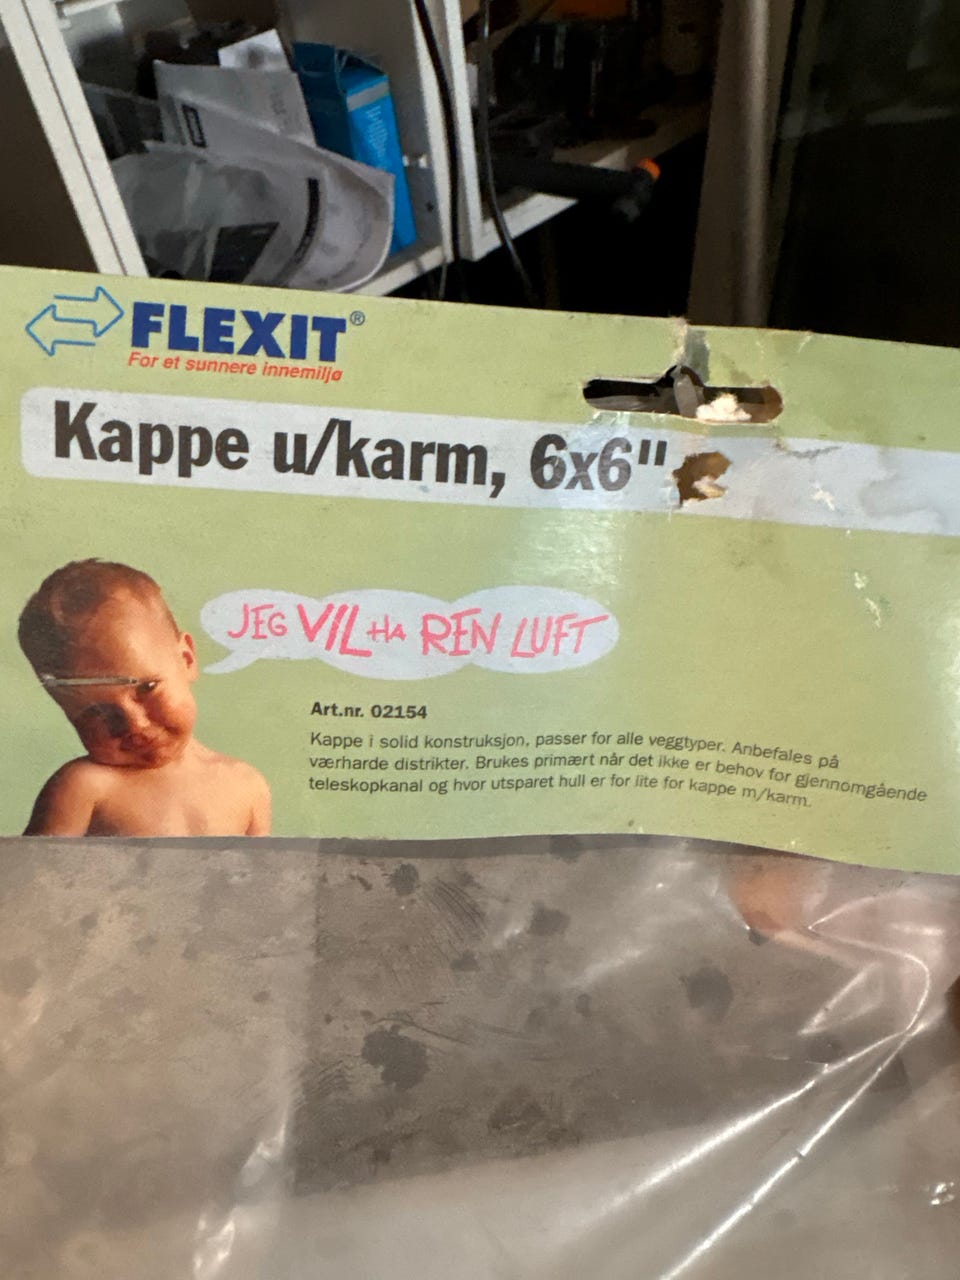 FLEXIT®
For et sunnere innemiljø
Kappe u/karm, 6x6"
JEG VIL HA REN LUFT
Art.nr. 02154
Kappe i solid konstruksjon, passer for alle veggtyper. Anbefales på
værharde distrikter. Brukes primært når det ikke er behov for gjennomgående
teleskopkanal og hvor utsparet hull er for lite for kappe m/karm.